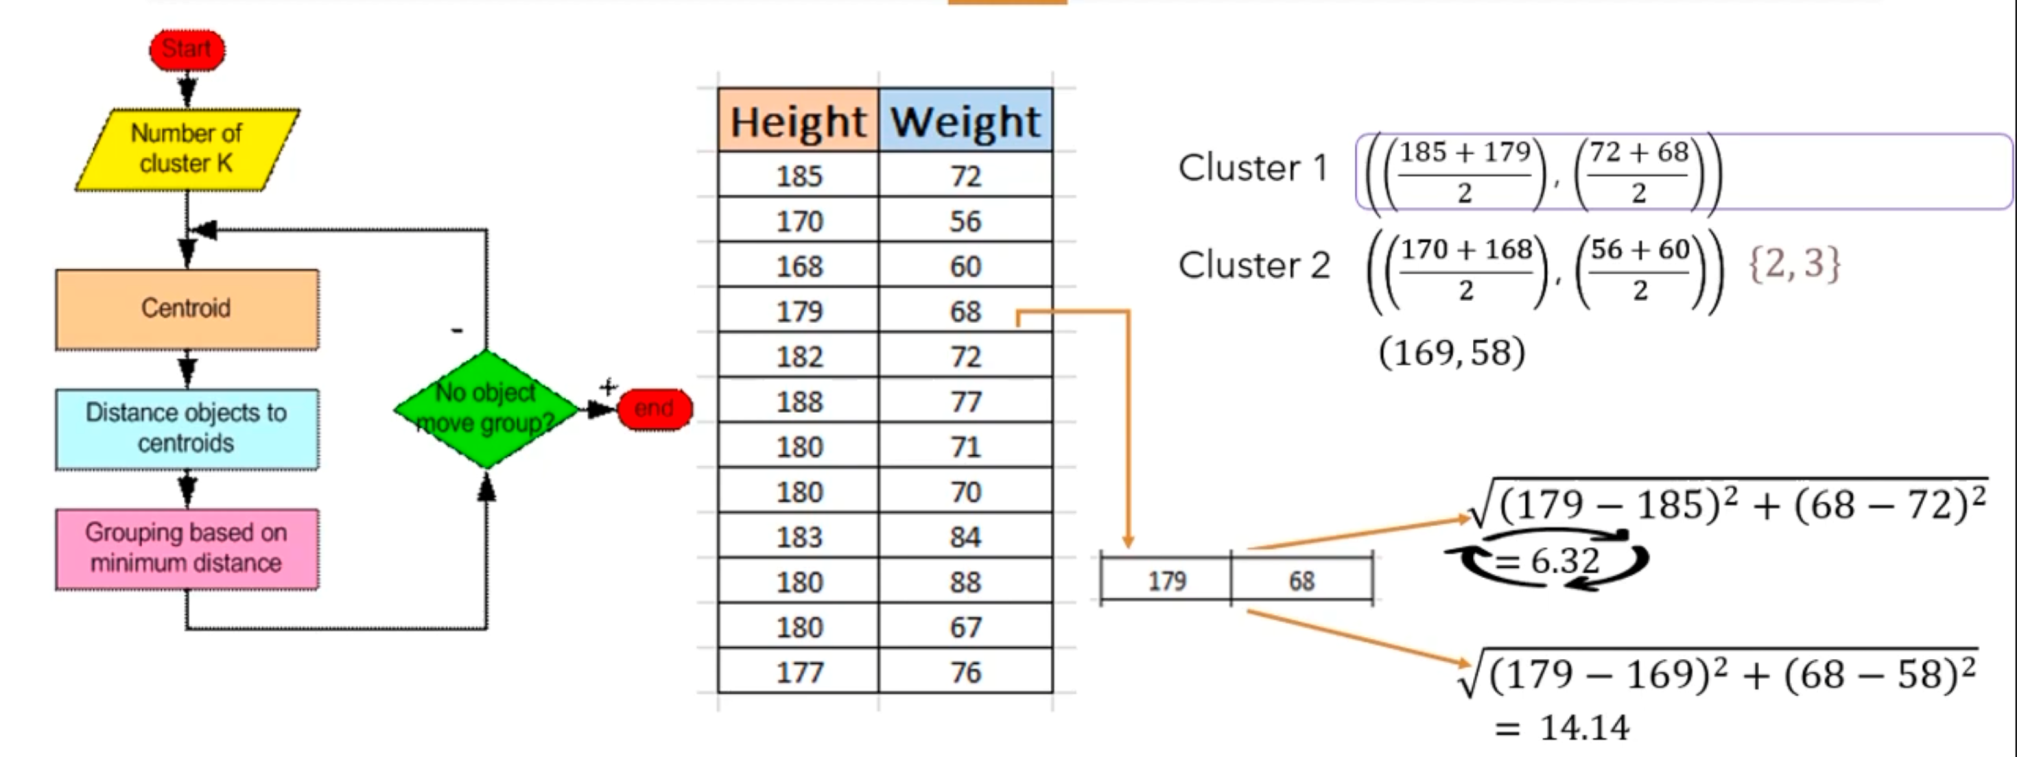 Start
Number of
cluster K
Centroid
Distance objects to
centroids
Grouping based on
minimum distance
-
No object
move group?
+
end
Height Weight
185 72
170 56
168 60
179 68
182 72
188 77
180 71
180 70
183 84
180 88
180 67
177 76
Cluster 1 (((185 + 179)/2), ((72 + 68)/2))
Cluster 2 (((170 + 168)/2), ((56 + 60)/2)) {2, 3}
(169, 58)
179 68
√(179 − 185)² + (68 − 72)²
= 6.32
√(179 − 169)² + (68 − 58)²
= 14.14